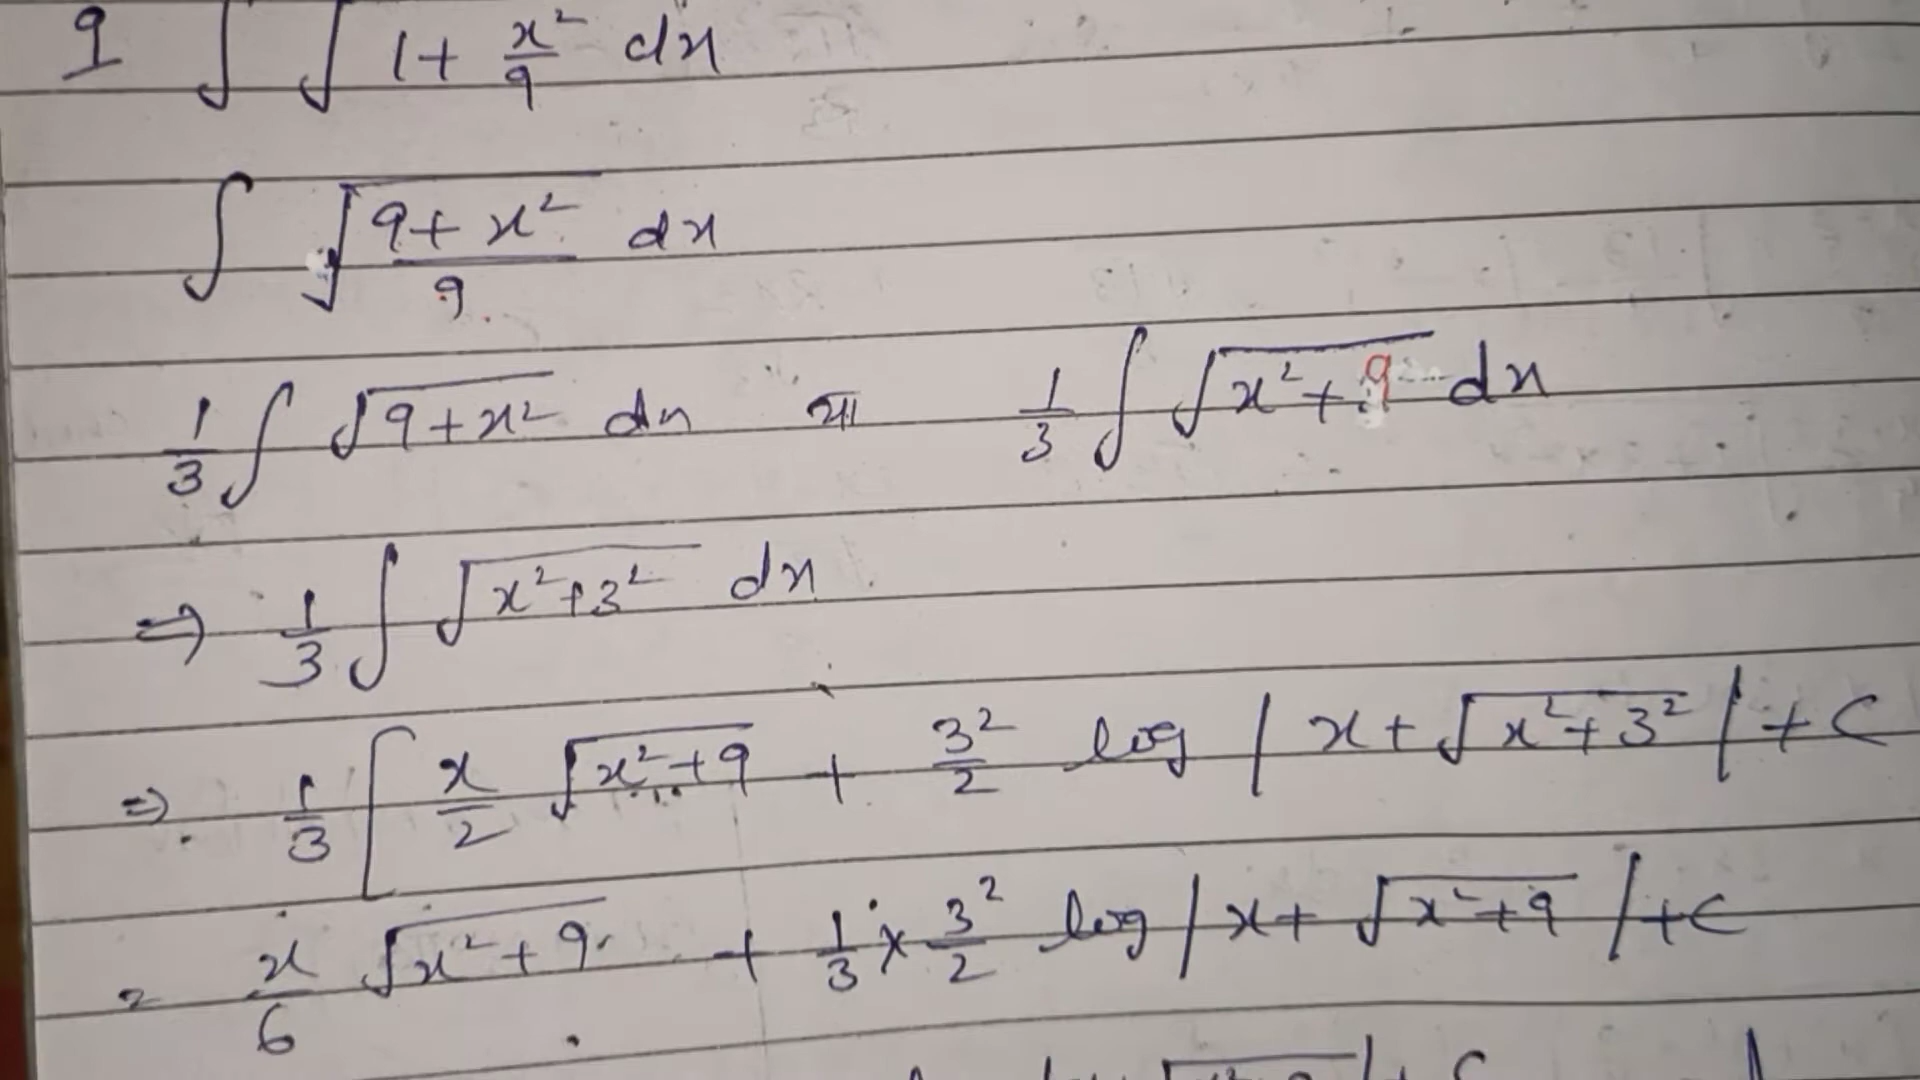 9 ∫ √1 + x²/9 dx
∫ √(9 + x²)/9 dx
1/3 ∫ √9 + x² dx या 1/3 ∫ √x² + 9 dx
⇒ 1/3 ∫ √x² + 3² dx
⇒ 1/3 [ x/2 √x² + 9 + 3²/2 log | x + √x² + 3² | + C
= x/6 √x² + 9 + 1/3 × 3²/2 log | x + √x² + 9 | + C